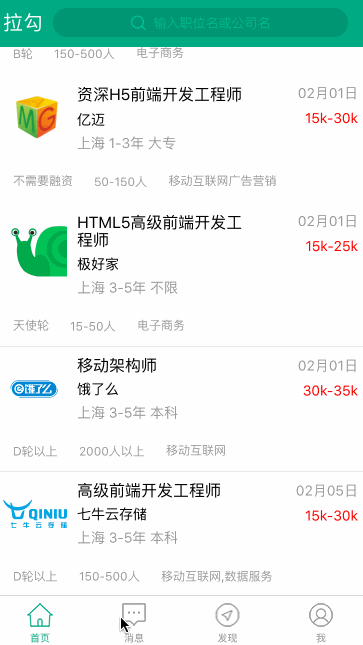 拉勾
输入职位名或公司名
B轮 150-500人 电子商务
资深H5前端开发工程师 02月01日
亿迈 15k-30k
上海 1-3年 大专
MG
不需要融资 50-150人 移动互联网广告营销
HTML5高级前端开发工
程师
02月01日
15k-25k
极好家
上海 3-5年 不限
天使轮 15-50人 电子商务
移动架构师 02月01日
饿了么
饿了么 30k-35k
上海 3-5年 本科
D轮以上 2000人以上 移动互联网
高级前端开发工程师 02月05日
QINIU
七牛云存储
七牛云存储 15k-30k
上海 3-5年 本科
D轮以上 150-500人 移动互联网,数据服务
首页 消息 发现 我